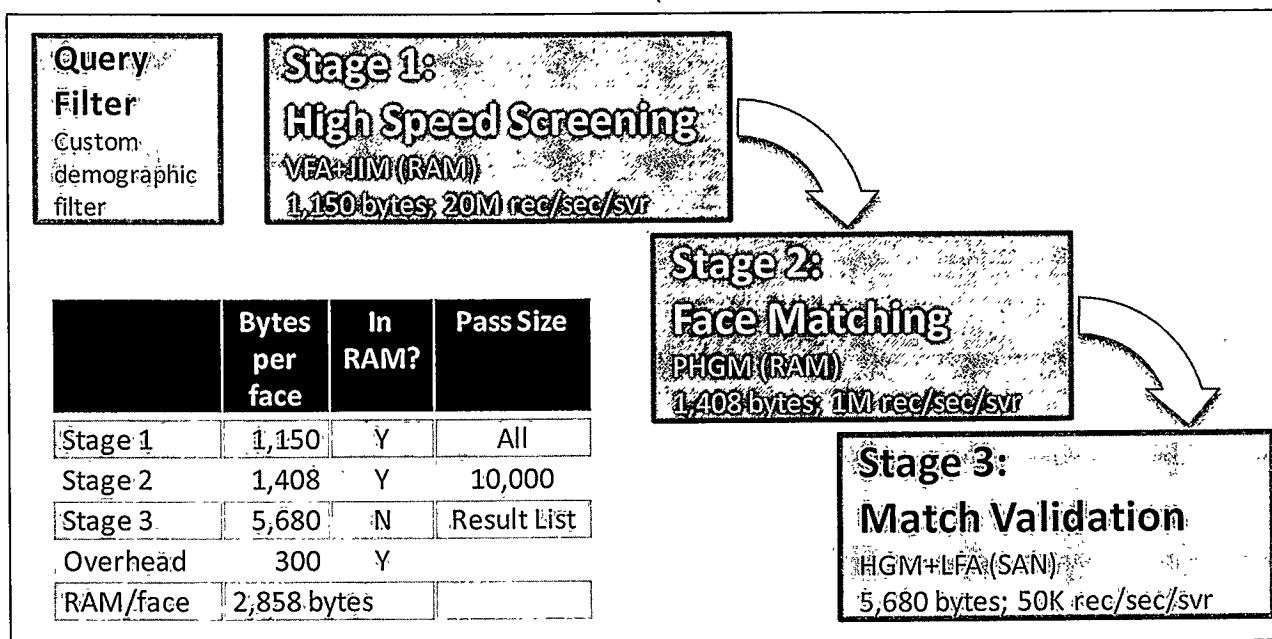 Query
Filter
Custom
demographic
filter
Stage 1:
High Speed Screening
VFA+JIM (RAM)
1,150 bytes; 20M rec/sec/svr
Stage 2:
Face Matching
PHGM (RAM)
1,408 bytes; 1M rec/sec/svr
Stage 3:
Match Validation
HGM+LFA (SAN)
5,680 bytes; 50K rec/sec/svr
Bytes per face In RAM? Pass Size
Stage 1 1,150 Y All
Stage 2 1,408 Y 10,000
Stage 3 5,680 N Result List
Overhead 300 Y
RAM/face 2,858 bytes